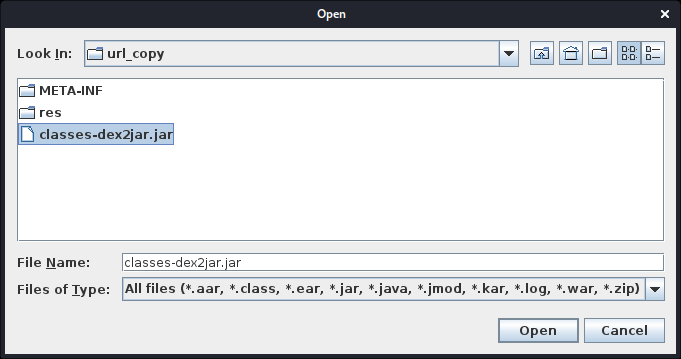 Open
Look In: url_copy
META-INF
res
classes-dex2jar.jar
File Name: classes-dex2jar.jar
Files of Type: All files (*.aar, *.class, *.ear, *.jar, *.java, *.jmod, *.kar, *.log, *.war, *.zip)
Open Cancel